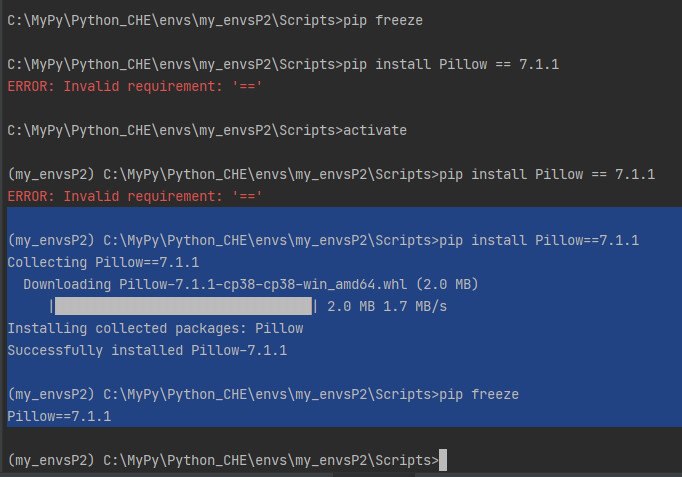 C:\MyPy\Python_CHE\envs\my_envsP2\Scripts>pip freeze
C:\MyPy\Python_CHE\envs\my_envsP2\Scripts>pip install Pillow == 7.1.1
ERROR: Invalid requirement: '=='
C:\MyPy\Python_CHE\envs\my_envsP2\Scripts>activate
(my_envsP2) C:\MyPy\Python_CHE\envs\my_envsP2\Scripts>pip install Pillow == 7.1.1
ERROR: Invalid requirement: '=='
(my_envsP2) C:\MyPy\Python_CHE\envs\my_envsP2\Scripts>pip install Pillow==7.1.1
Collecting Pillow==7.1.1
  Downloading Pillow-7.1.1-cp38-cp38-win_amd64.whl (2.0 MB)
     |████████████████████████████████| 2.0 MB 1.7 MB/s
Installing collected packages: Pillow
Successfully installed Pillow-7.1.1
(my_envsP2) C:\MyPy\Python_CHE\envs\my_envsP2\Scripts>pip freeze
Pillow==7.1.1
(my_envsP2) C:\MyPy\Python_CHE\envs\my_envsP2\Scripts>